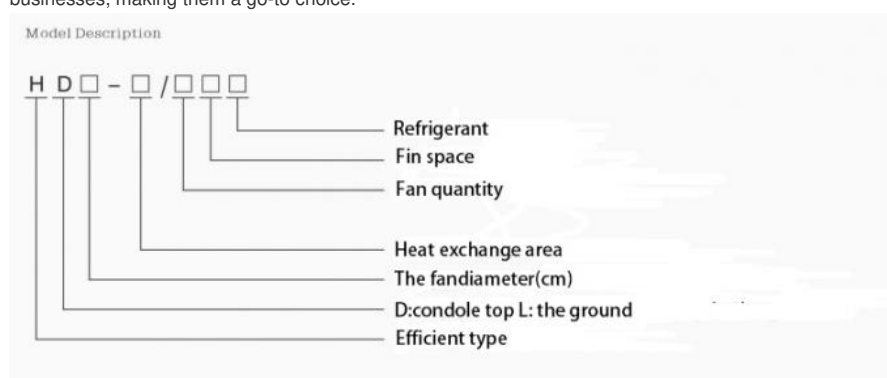 businesses, making them a go-to choice.
Model Description
H D□-□/□□□
Refrigerant
Fin space
Fan quantity
Heat exchange area
The fandiameter(cm)
D:condole top L: the ground
Efficient type